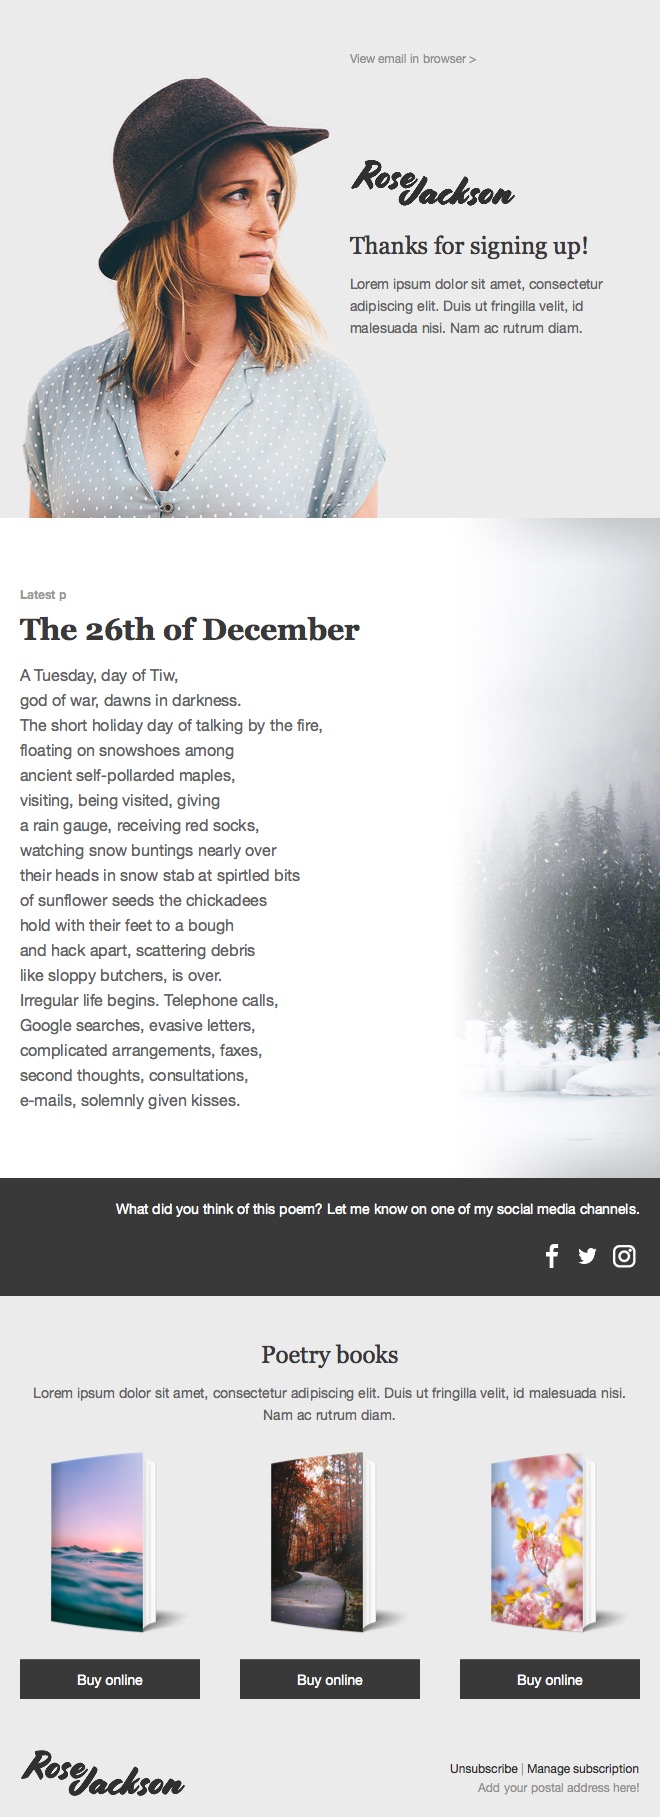 View email in browser >
Rose
Jackson
Thanks for signing up!
Lorem ipsum dolor sit amet, consectetur
adipiscing elit. Duis ut fringilla velit, id
malesuada nisi. Nam ac rutrum diam.
Latest p
The 26th of December
A Tuesday, day of Tiw,
god of war, dawns in darkness.
The short holiday day of talking by the fire,
floating on snowshoes among
ancient self-pollarded maples,
visiting, being visited, giving
a rain gauge, receiving red socks,
watching snow buntings nearly over
their heads in snow stab at spirtled bits
of sunflower seeds the chickadees
hold with their feet to a bough
and hack apart, scattering debris
like sloppy butchers, is over.
Irregular life begins. Telephone calls,
Google searches, evasive letters,
complicated arrangements, faxes,
second thoughts, consultations,
e-mails, solemnly given kisses.
What did you think of this poem? Let me know on one of my social media channels.
Poetry books
Lorem ipsum dolor sit amet, consectetur adipiscing elit. Duis ut fringilla velit, id malesuada nisi.
Nam ac rutrum diam.
Buy online
Buy online
Buy online
Rose
Jackson
Unsubscribe | Manage subscription
Add your postal address here!